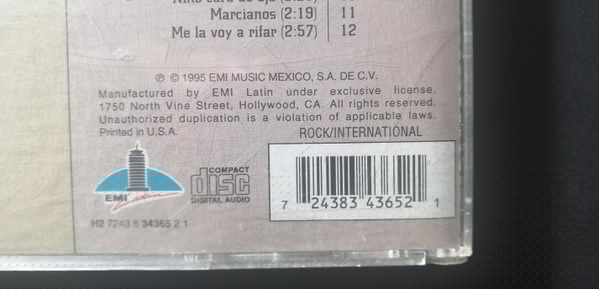 Marcianos (2:19) 11
Me la voy a rifar (2:57) 12
℗ © 1995 EMI MUSIC MEXICO, S.A. DE C.V.
Manufactured by EMI Latin under exclusive license.
1750 North Vine Street, Hollywood, CA. All rights reserved.
Unauthorized duplication is a violation of applicable laws.
Printed in U.S.A.
ROCK/INTERNATIONAL
EMI Latin
COMPACT
disc
DIGITAL AUDIO
7 24383 43652 1
H2 7243 8 34365 2 1